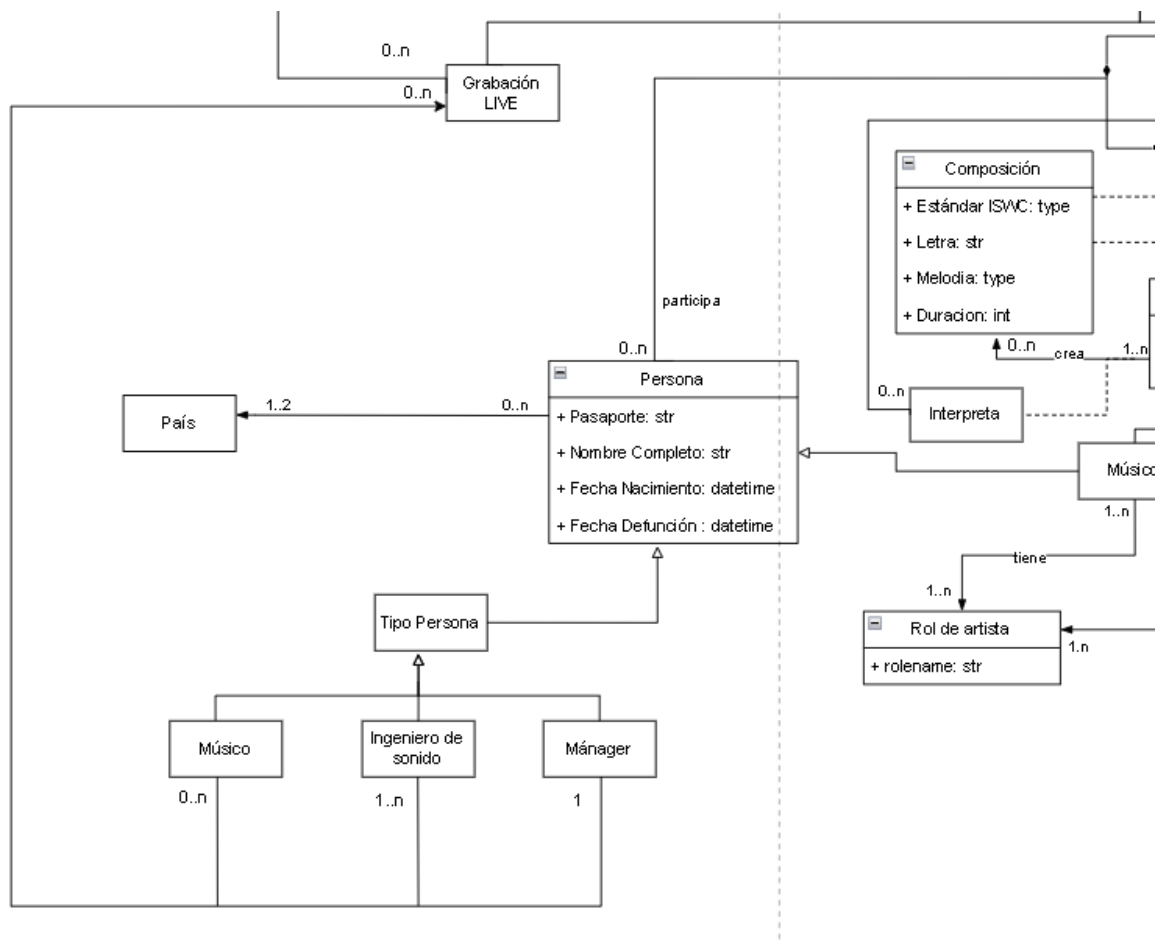 0..n
Grabación
LIVE
0..n
Composición
+ Estándar ISWC: type
+ Letra: str
+ Melodia: type
+ Duracion: int
participa
0..n
crea
1..n
0..n
Persona
+ Pasaporte: str
+ Nombre Completo: str
+ Fecha Nacimiento: datetime
+ Fecha Defunción : datetime
País
1..2
0..n
0..n
Interpreta
Músico
1..n
tiene
1..n
Rol de artista
+ rolename: str
1.n
Tipo Persona
Músico
Ingeniero de
sonido
Mánager
0..n
1..n
1